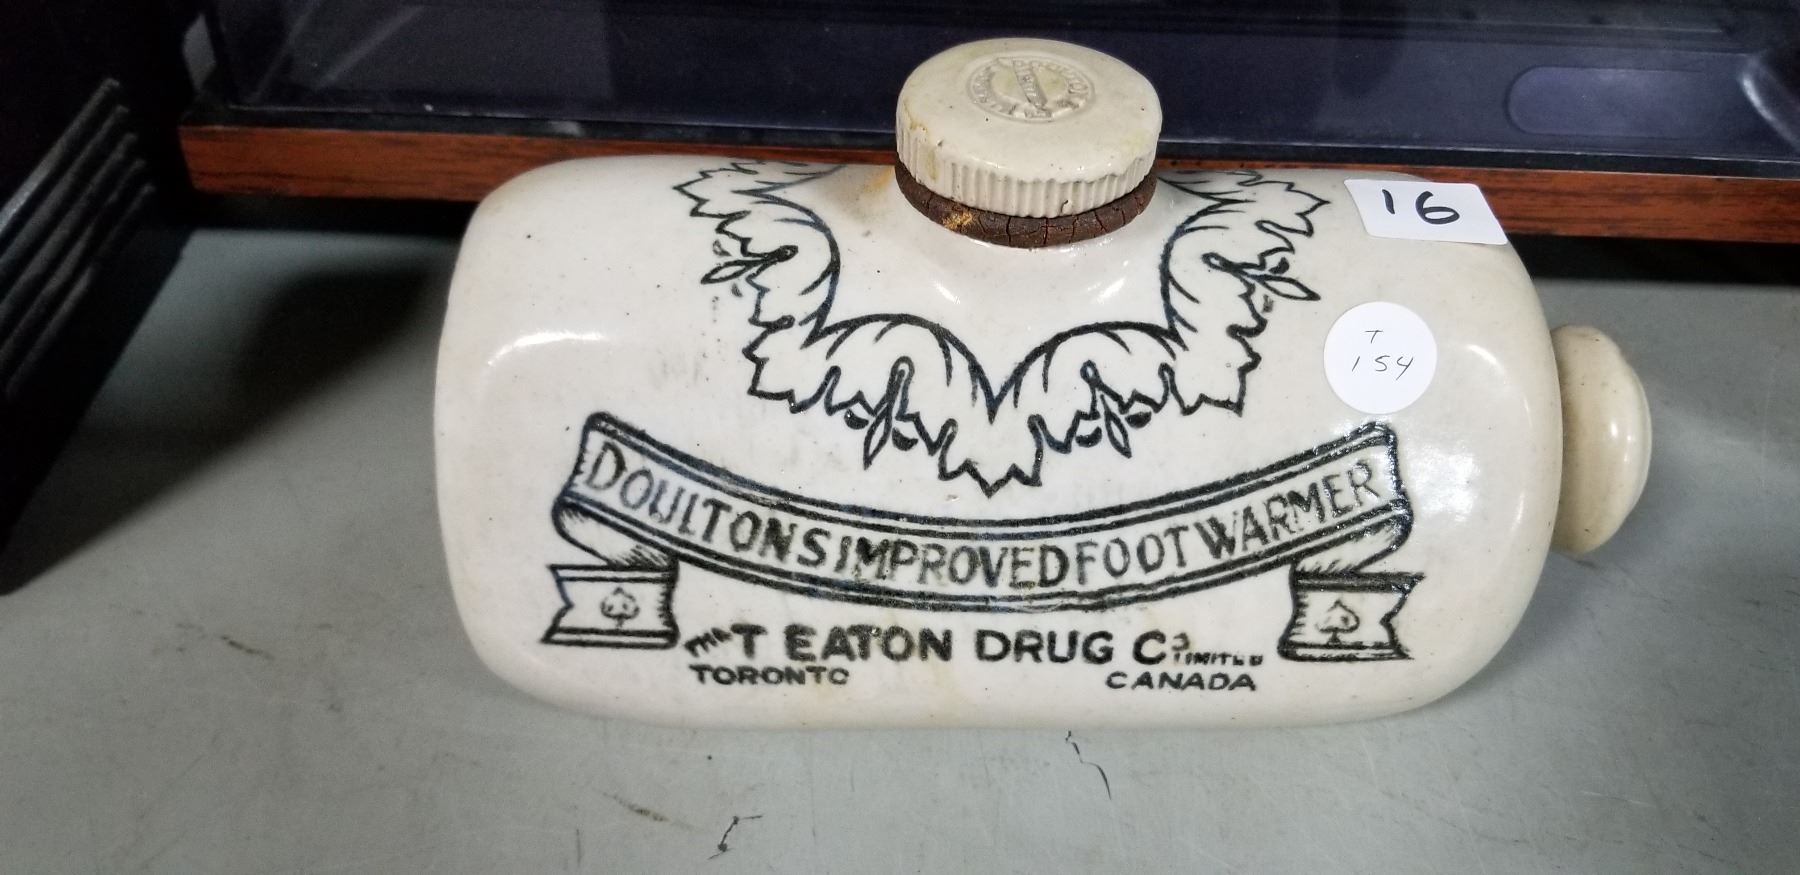 16
T
154
DOULTONS IMPROVED FOOT WARMER
THE T EATON DRUG CO LIMITED
TORONTO CANADA